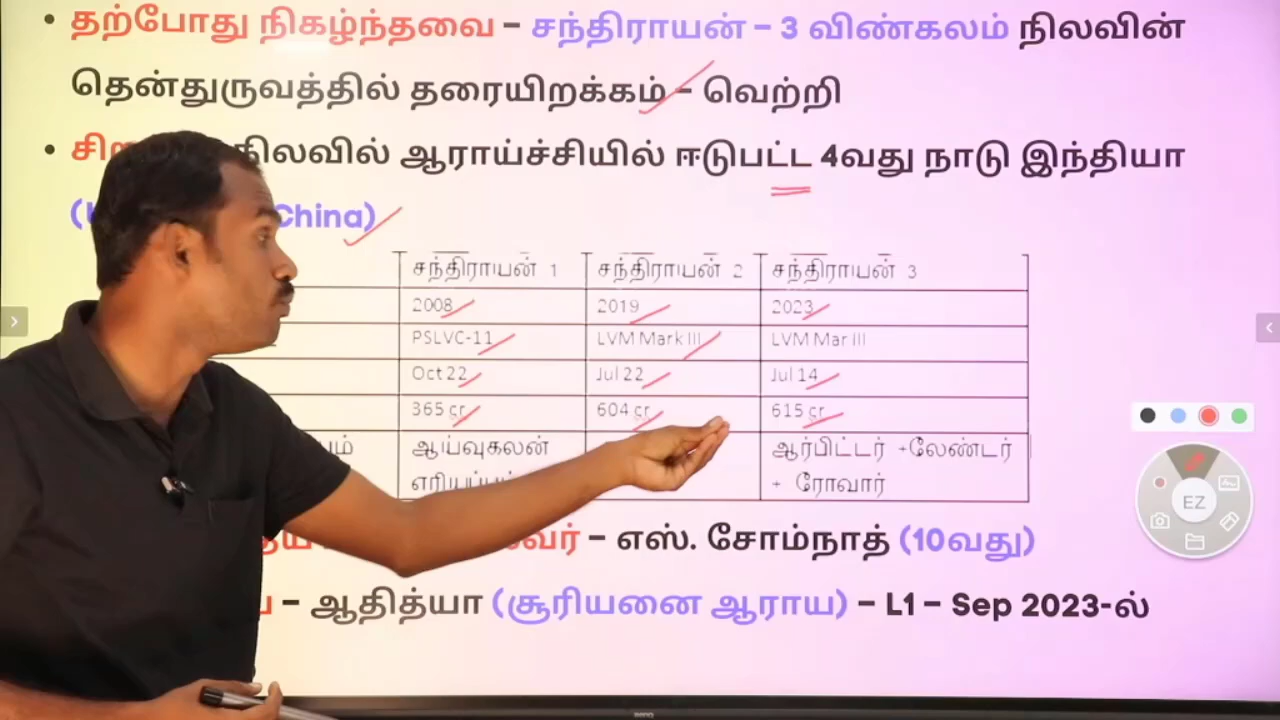 • தற்போது நிகழ்ந்தவை – சந்திராயன் – 3 விண்கலம் நிலவின்
தென்துருவத்தில் தரையிறக்கம் – வெற்றி
• நிலவில் ஆராய்ச்சியில் ஈடுபட்ட 4வது நாடு இந்தியா
China)
சந்திராயன் 1 சந்திராயன் 2 சந்திராயன் 3
2008 2019 2023
PSLVC-11 LVM Mark III LVM Mar III
Oct 22 Jul 22 Jul 14
365 cr 604 cr 615 cr
ஆய்வுகலன் ஆர்பிட்டர் +லேண்டர்
+ ரோவார்
– எஸ். சோம்நாத் (10வது)
– ஆதித்யா (சூரியனை ஆராய) – L1 – Sep 2023-ல்
EZ